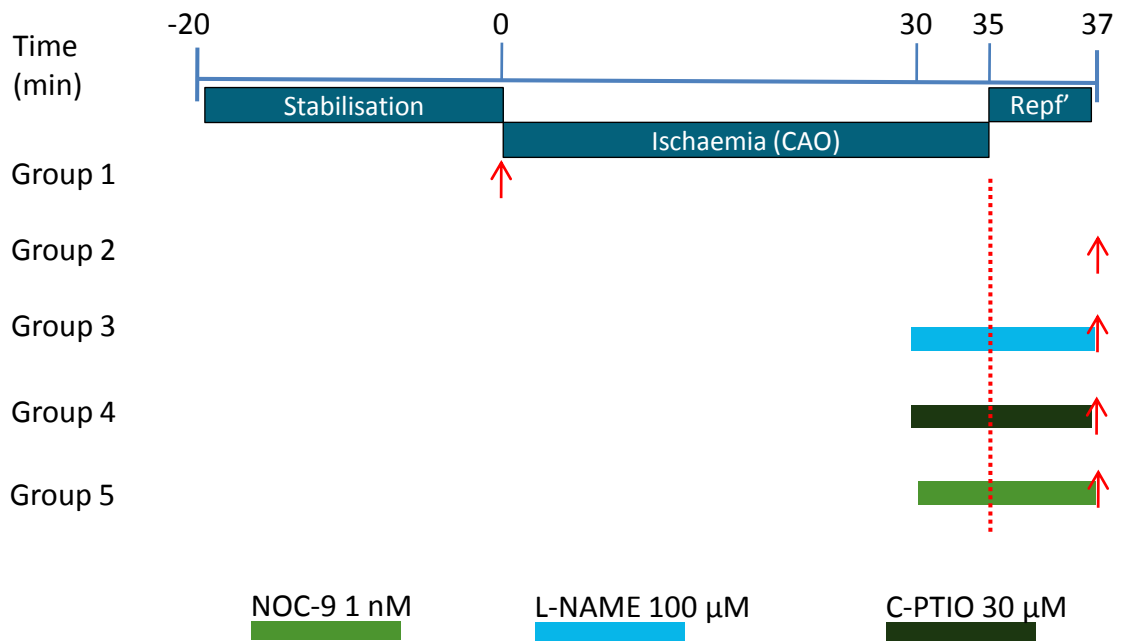 -20 0 30 35 37
Time
(min)
Stabilisation Repf’
Ischaemia (CAO)
Group 1
Group 2
Group 3
Group 4
Group 5
NOC-9 1 nM L-NAME 100 µM C-PTIO 30 µM